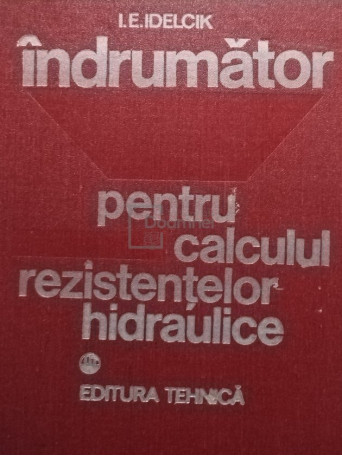 I.E. IDELCIK
îndrumător
pentru
calculul
rezistențelor
hidraulice
EDITURA TEHNICĂ